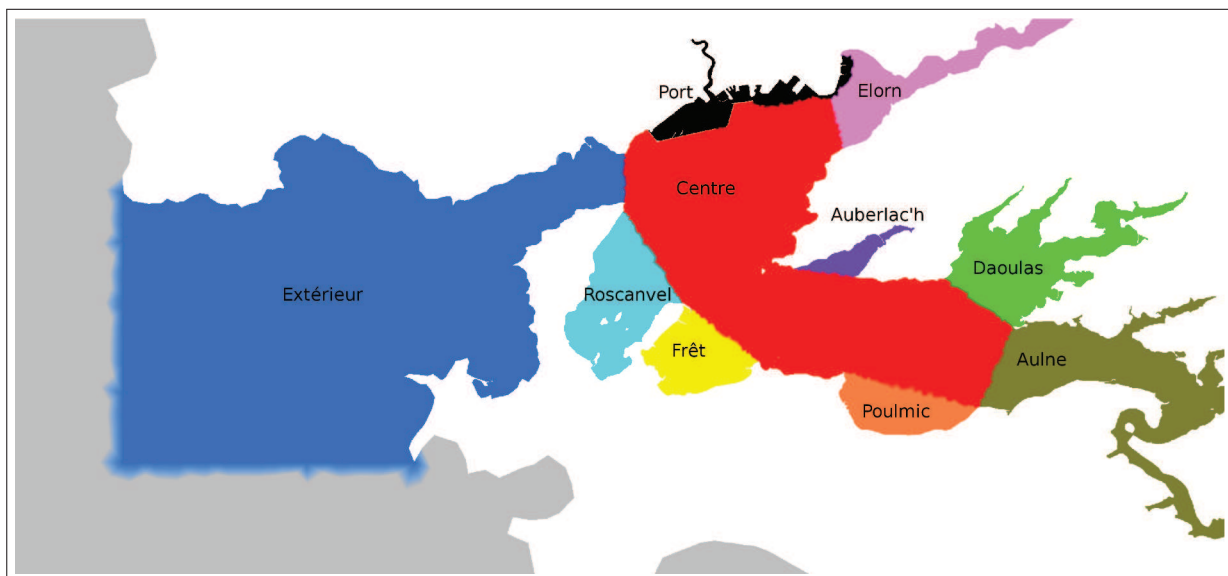 Port
Elorn
Centre
Auberlac'h
Daoulas
Extérieur
Roscanvel
Frêt
Aulne
Poulmic